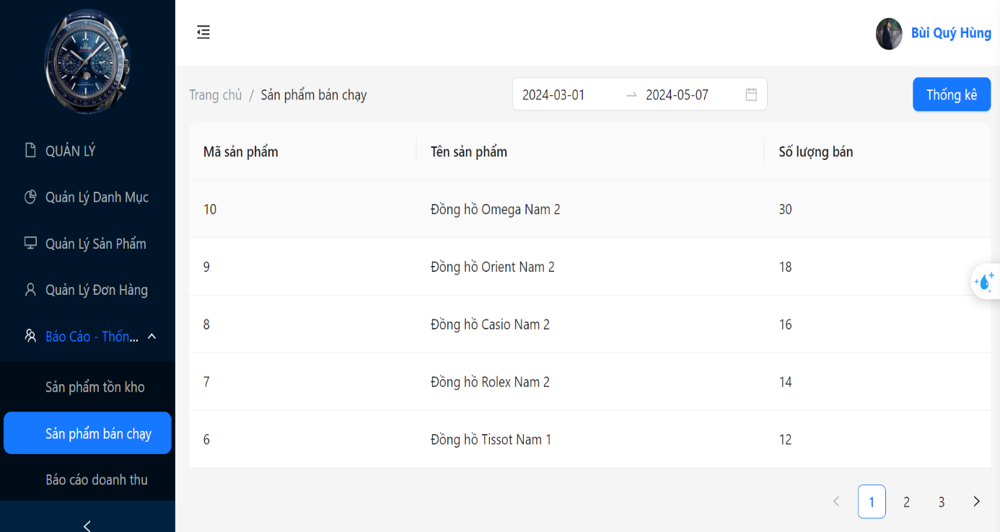 Bùi Quý Hùng
Trang chủ / Sản phẩm bán chạy
2024-03-01 → 2024-05-07
Thống kê
QUẢN LÝ
Quản Lý Danh Mục
Quản Lý Sản Phẩm
Quản Lý Đơn Hàng
Báo Cáo - Thốn...
Sản phẩm tồn kho
Sản phẩm bán chạy
Báo cáo doanh thu
Mã sản phẩm Tên sản phẩm Số lượng bán
10 Đồng hồ Omega Nam 2 30
9 Đồng hồ Orient Nam 2 18
8 Đồng hồ Casio Nam 2 16
7 Đồng hồ Rolex Nam 2 14
6 Đồng hồ Tissot Nam 1 12
< 1 2 3 >